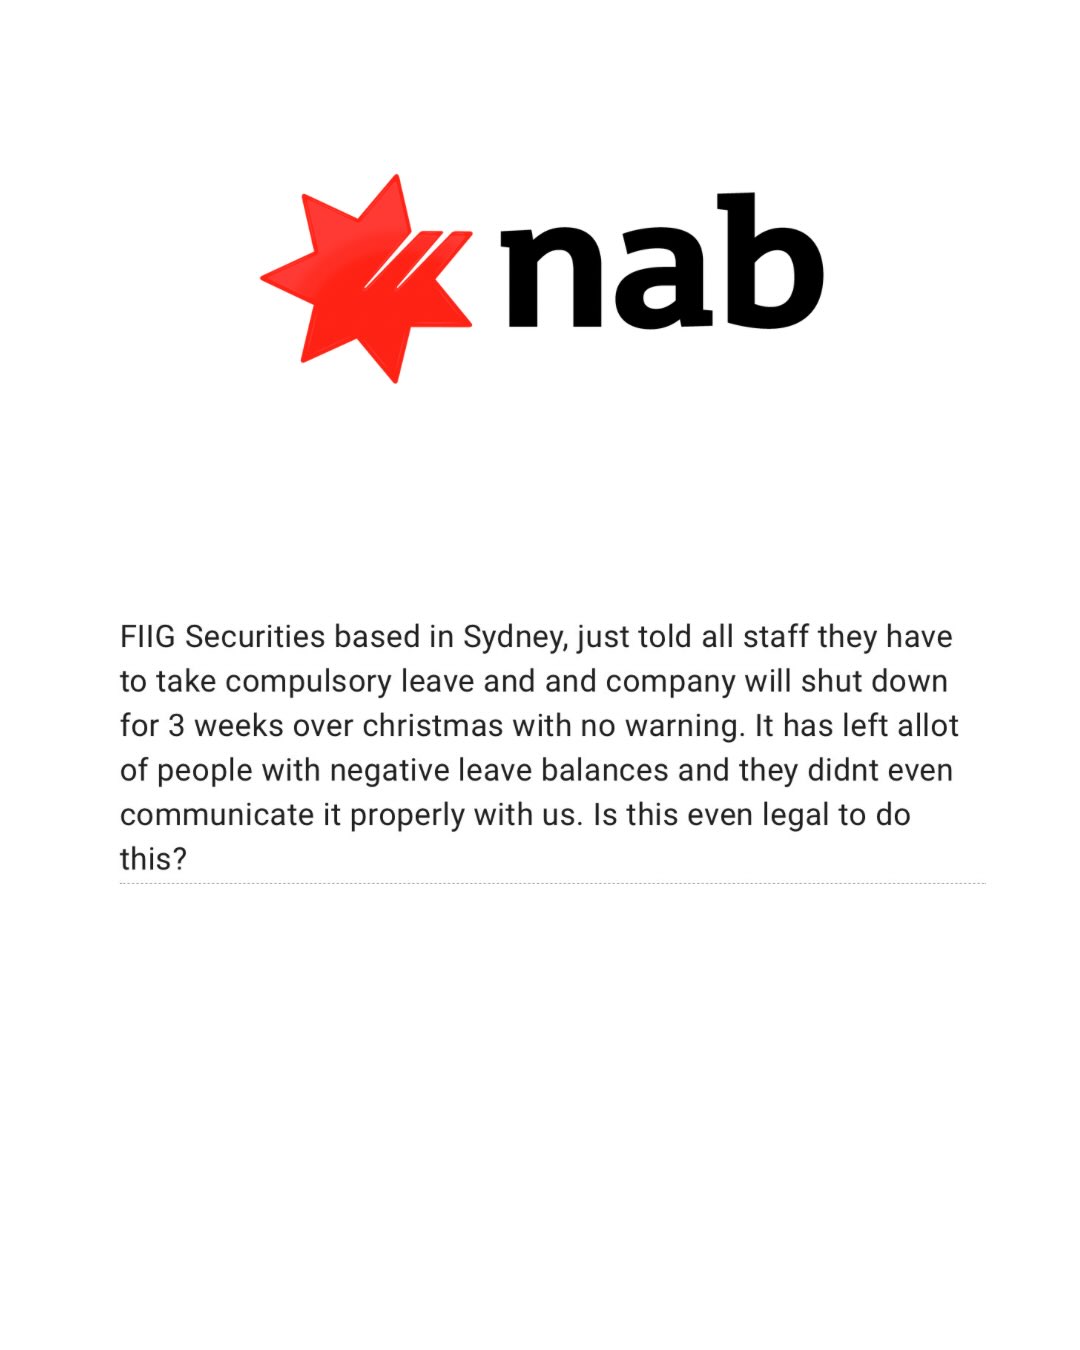 nab
FIIG Securities based in Sydney, just told all staff they have
to take compulsory leave and and company will shut down
for 3 weeks over christmas with no warning. It has left allot
of people with negative leave balances and they didnt even
communicate it properly with us. Is this even legal to do
this?